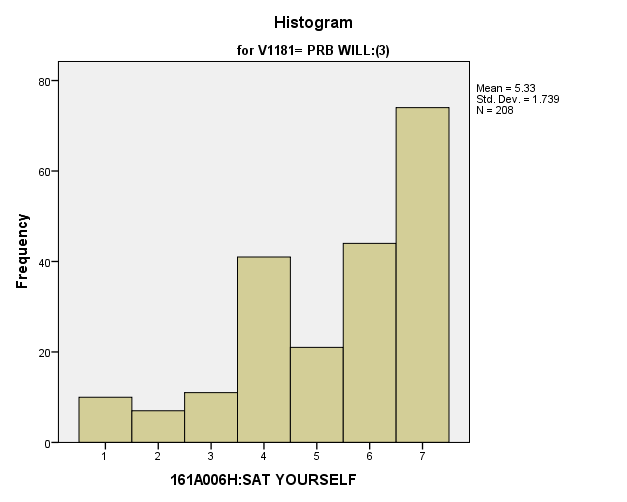 Histogram
for V1181= PRB WILL:(3)
Mean = 5.33
Std. Dev. = 1.739
N = 208
Frequency
80
60
40
20
0
1 2 3 4 5 6 7
161A006H:SAT YOURSELF